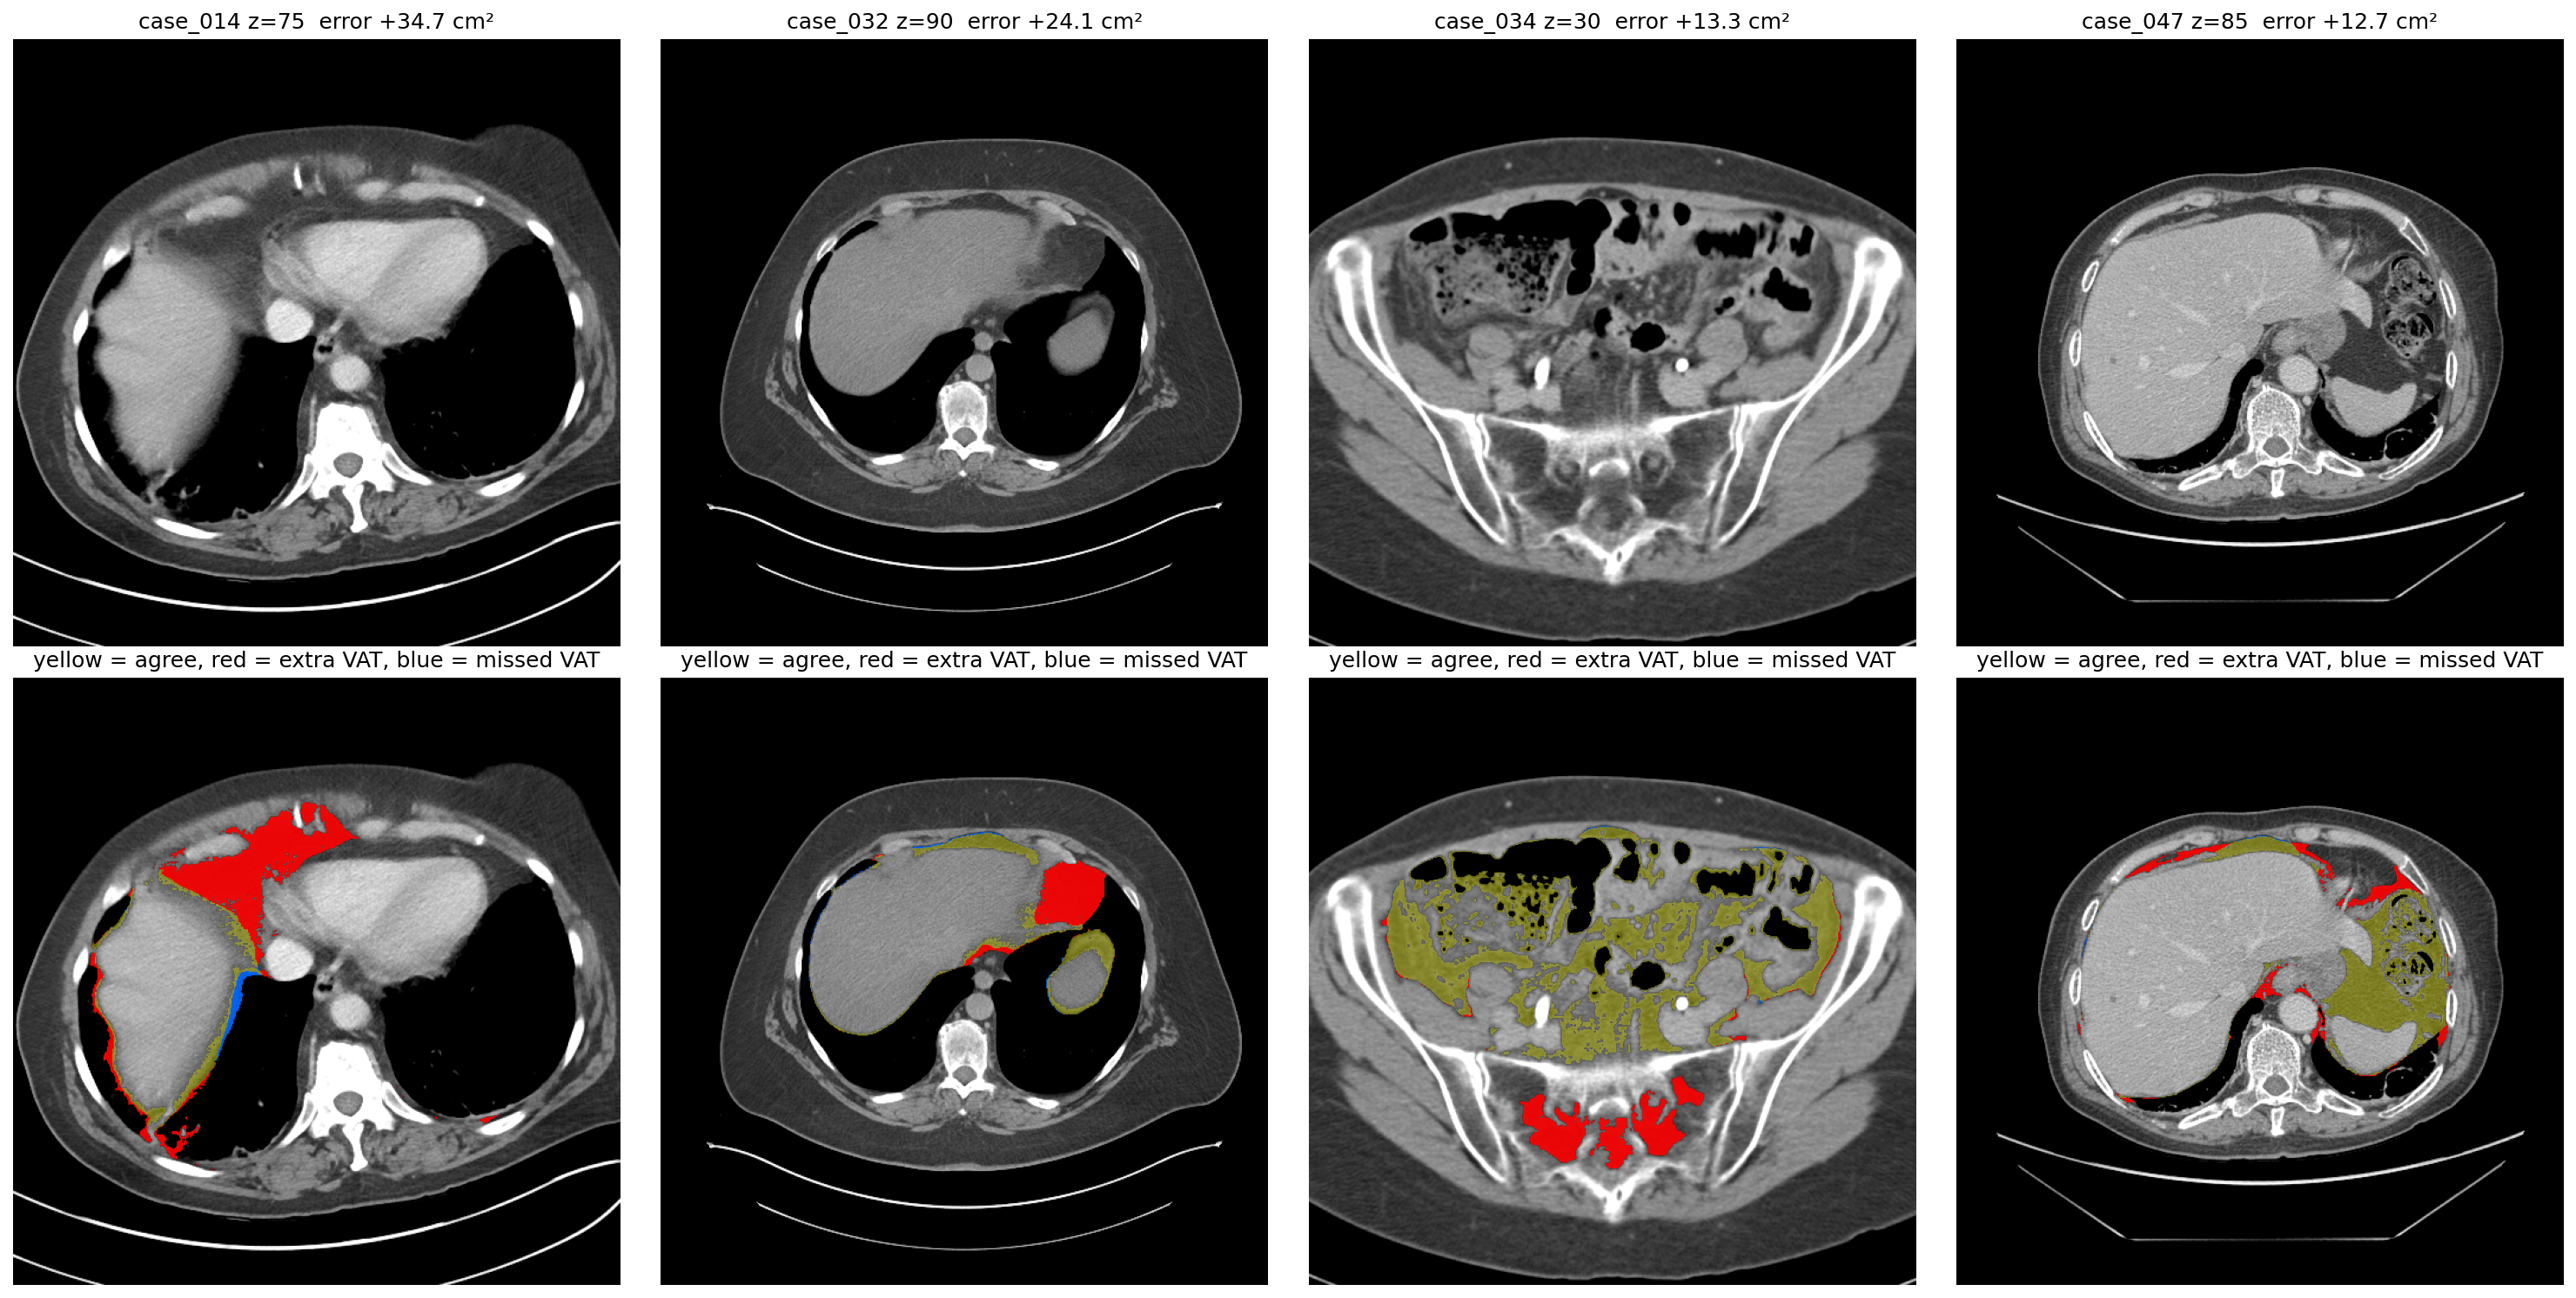 case_014 z=75  error +34.7 cm²
case_032 z=90  error +24.1 cm²
case_034 z=30  error +13.3 cm²
case_047 z=85  error +12.7 cm²
yellow = agree, red = extra VAT, blue = missed VAT
yellow = agree, red = extra VAT, blue = missed VAT
yellow = agree, red = extra VAT, blue = missed VAT
yellow = agree, red = extra VAT, blue = missed VAT